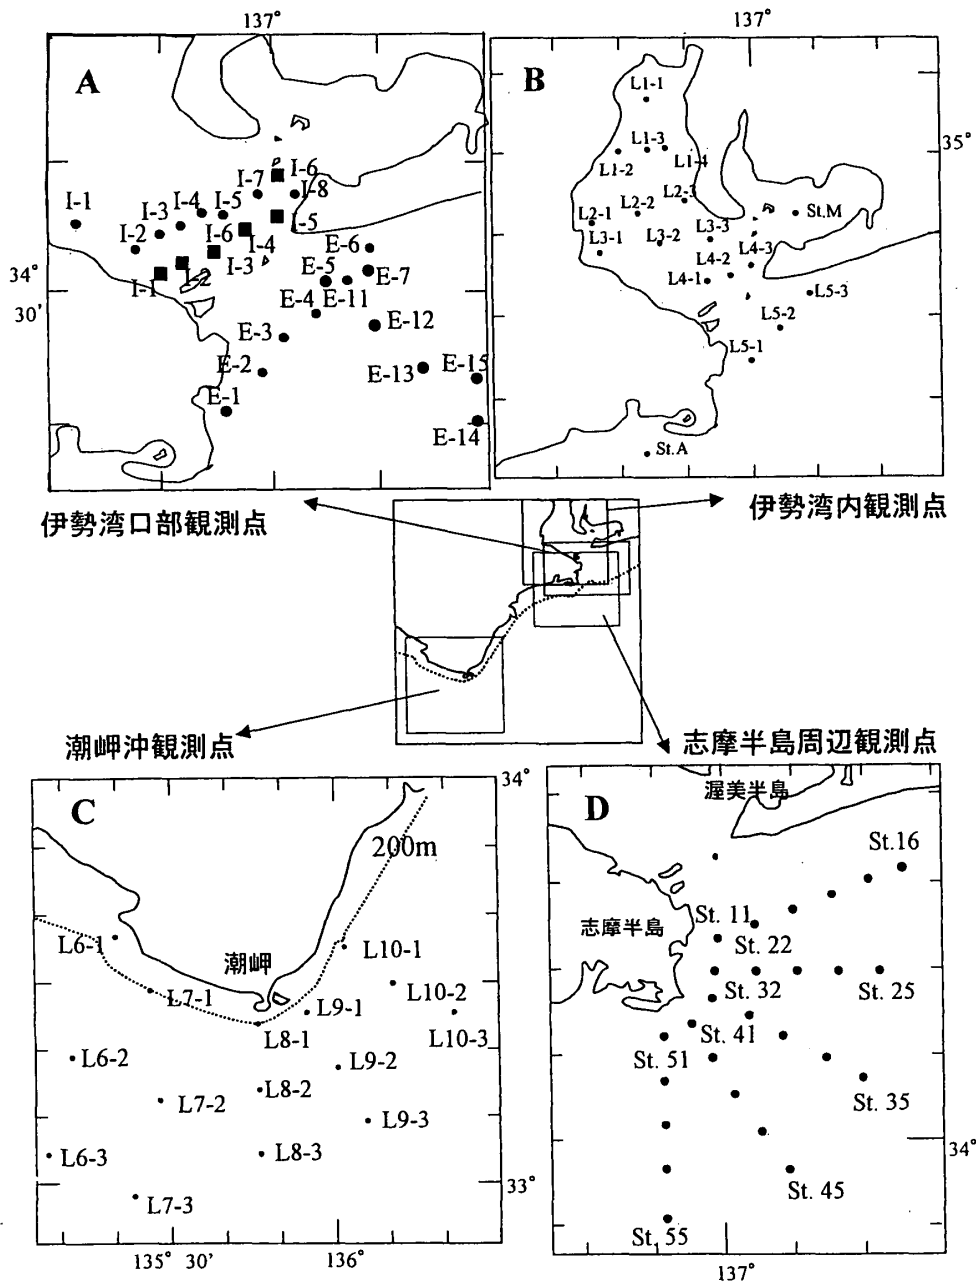 137°
A
I-1
I-2
I-3
I-4
I-5
I-7
I-6
I-8
I-5
I-4
I-6
I-3
I-2
I-1
E-6
E-5
E-7
E-4
E-11
E-12
E-3
E-2
E-1
E-13
E-15
E-14
34°
30'
137°
B
L1-1
L1-2
L1-3
L1-4
35°
L2-1
L2-2
L2-3
St.M
L3-1
L3-2
L3-3
L4-3
L4-2
L4-1
L5-3
L5-2
L5-1
St.A
伊勢湾口部観測点
伊勢湾内観測点
潮岬沖観測点
志摩半島周辺観測点
C
200m
L6-1
潮岬
L10-1
L7-1
L9-1
L10-2
L8-1
L10-3
L6-2
L9-2
L7-2
L8-2
L9-3
L6-3
L8-3
L7-3
34°
33°
135° 30'
136°
D
渥美半島
St.16
志摩半島
St. 11
St. 22
St. 32
St. 25
St. 41
St. 51
St. 35
St. 45
St. 55
34°
137°